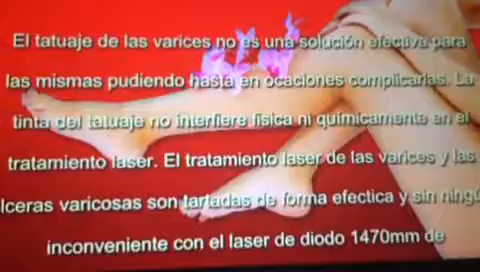 El tatuaje de las varices no es una solución efectiva para
las mismas pudiendo hasta en ocaciones complicarlas. La
tinta del tatuaje no interfiere fisica ni químicamente en el
tratamiento laser. El tratamiento laser de las varices y las
lceras varicosas son tartadas de forma efectica y sin ningú
inconveniente con el laser de diodo 1470mm de